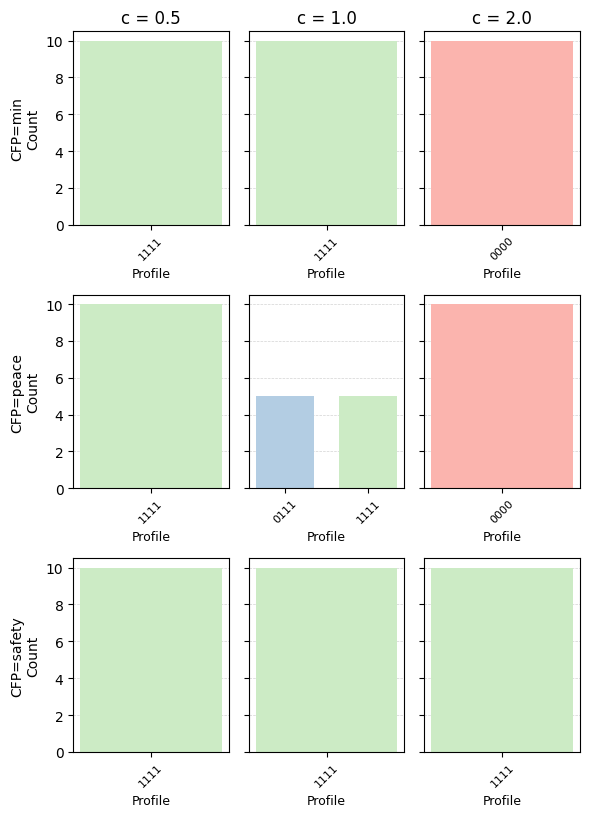 c = 0.5
c = 1.0
c = 2.0
CFP=min
Count
10
8
6
4
2
0
1111
1111
0000
Profile
Profile
Profile
CFP=peace
Count
10
8
6
4
2
0
1111
0111
1111
0000
Profile
Profile
Profile
CFP=safety
Count
10
8
6
4
2
0
1111
1111
1111
Profile
Profile
Profile